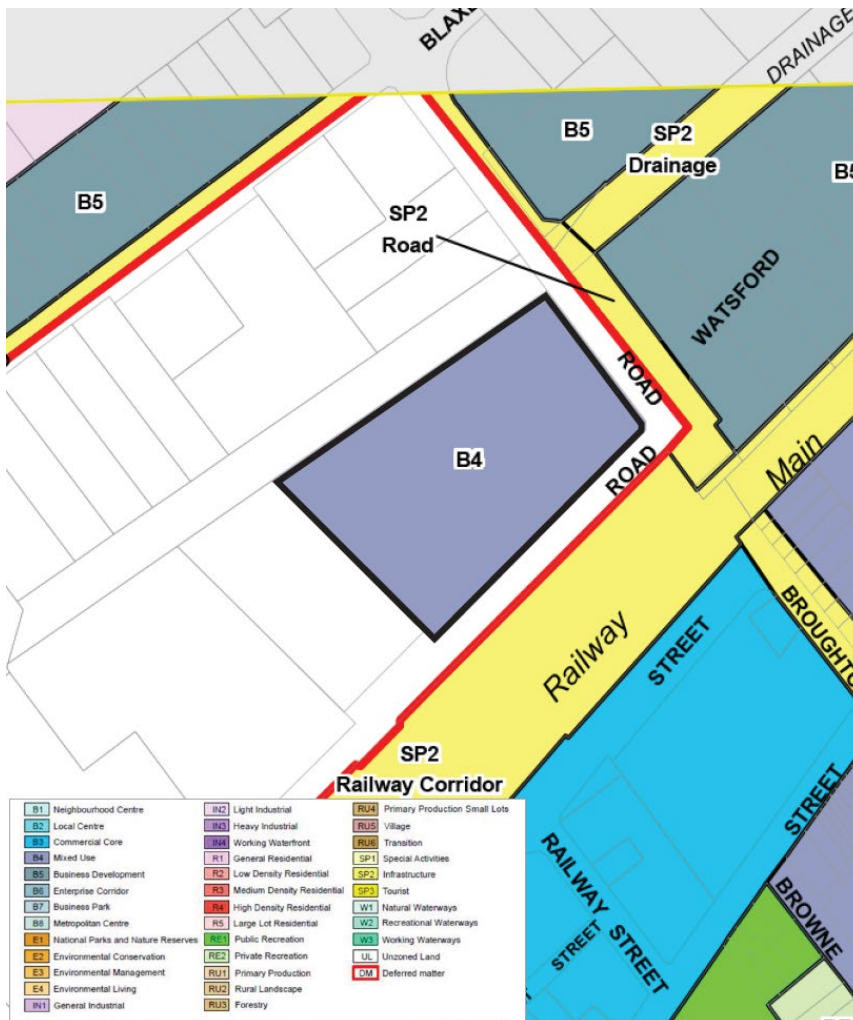 DRAINAGE
B5
SP2
Drainage
B5
SP2
Road
WATSFORD
ROAD
B4
ROAD
Main
Railway
STREET
SP2
Railway Corridor
STREET
RAILWAY STREET
STREET
BROWNE
B1 Neighbourhood Centre
B2 Local Centre
B3 Commercial Core
B4 Mixed Use
B5 Business Development
B6 Enterprise Corridor
B7 Business Park
B8 Metropolitan Centre
E1 National Parks and Nature Reserves
E2 Environmental Conservation
E3 Environmental Management
E4 Environmental Living
IN1 General Industrial
IN2 Light Industrial
IN3 Heavy Industrial
IN4 Working Waterfront
R1 General Residential
R2 Low Density Residential
R3 Medium Density Residential
R4 High Density Residential
R5 Large Lot Residential
RE1 Public Recreation
RE2 Private Recreation
RU1 Primary Production
RU2 Rural Landscape
RU3 Forestry
RU4 Primary Production Small Lots
RU5 Village
RU6 Transition
SP1 Special Activities
SP2 Infrastructure
SP3 Tourist
W1 Natural Waterways
W2 Recreational Waterways
W3 Working Waterways
UL Unzoned Land
DM Deferred matter